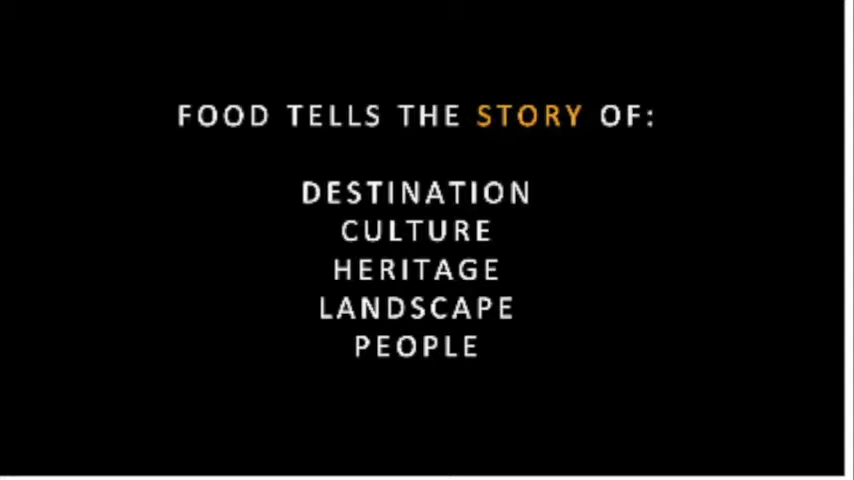 FOOD TELLS THE STORY OF:
DESTINATION
CULTURE
HERITAGE
LANDSCAPE
PEOPLE